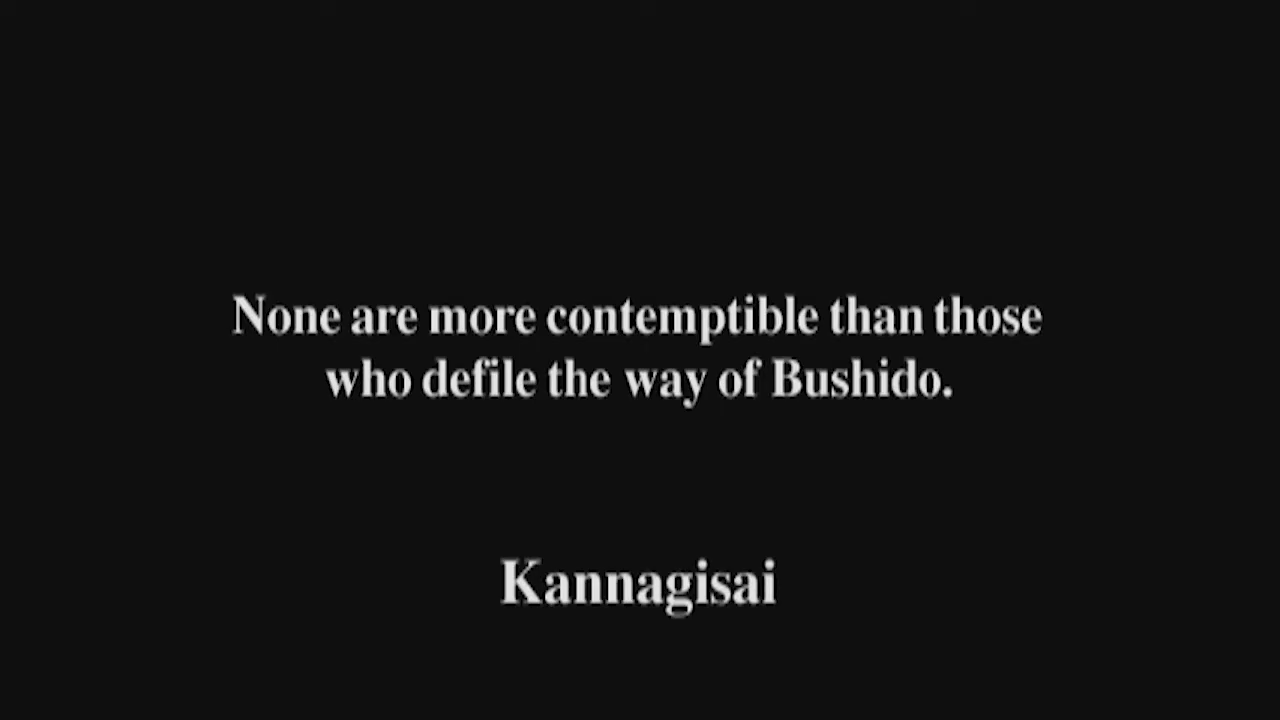 None are more contemptible than those
who defile the way of Bushido.
Kannagisai